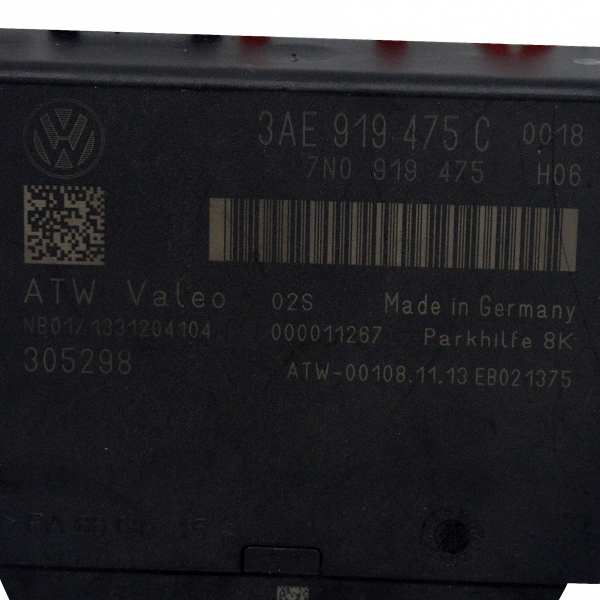 3AE 919 475 C 0018
7N0 919 475 H06
ATW Valeo 02S Made in Germany
NB01/1331204104 000011267 Parkhilfe 8K
305298 ATW-00108.11.13 EB021375